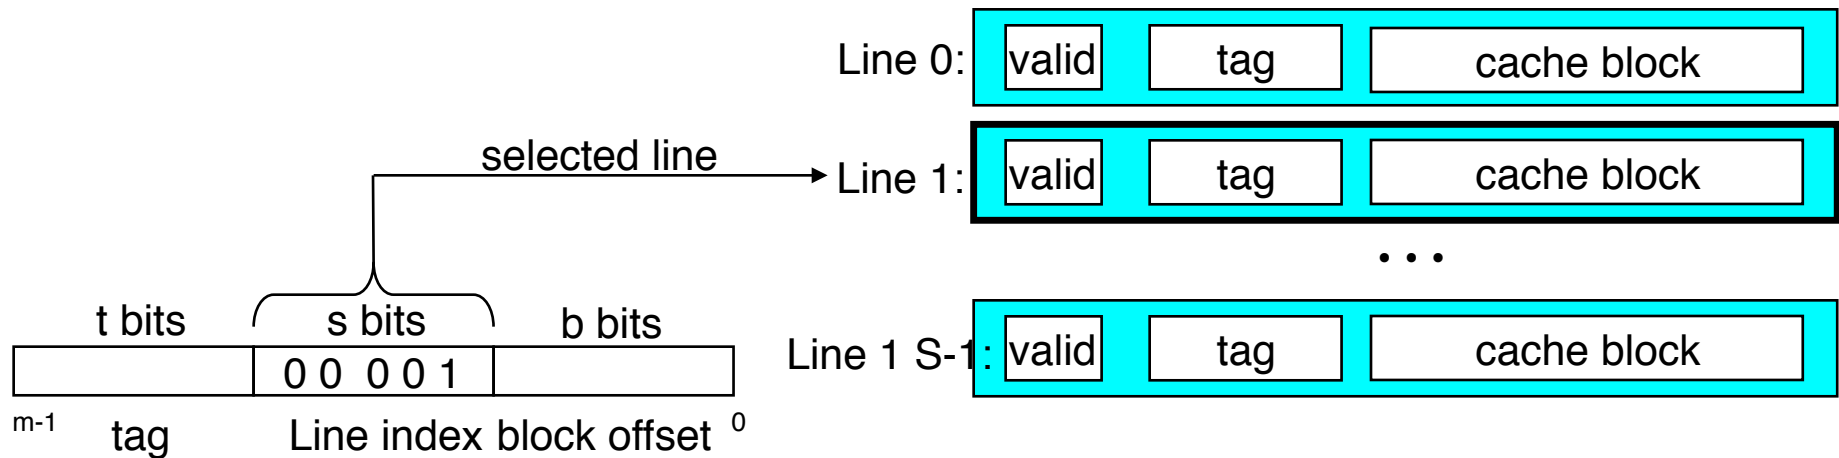 Line 0: valid tag cache block
selected line
Line 1: valid tag cache block
...
t bits s bits b bits
Line 1 S-1: valid tag cache block
0 0 0 0 1
m-1 tag Line index block offset 0